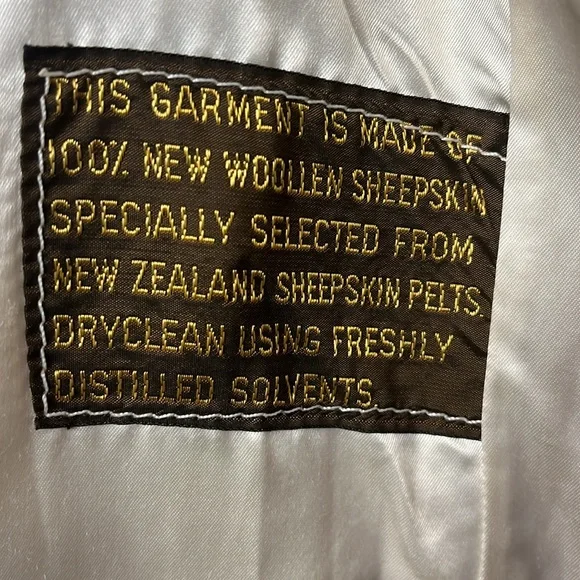 THIS GARMENT IS MADE OF
100% NEW WOOLLEN SHEEPSKIN
SPECIALLY SELECTED FROM
NEW ZEALAND SHEEPSKIN PELTS.
DRYCLEAN USING FRESHLY
DISTILLED SOLVENTS.